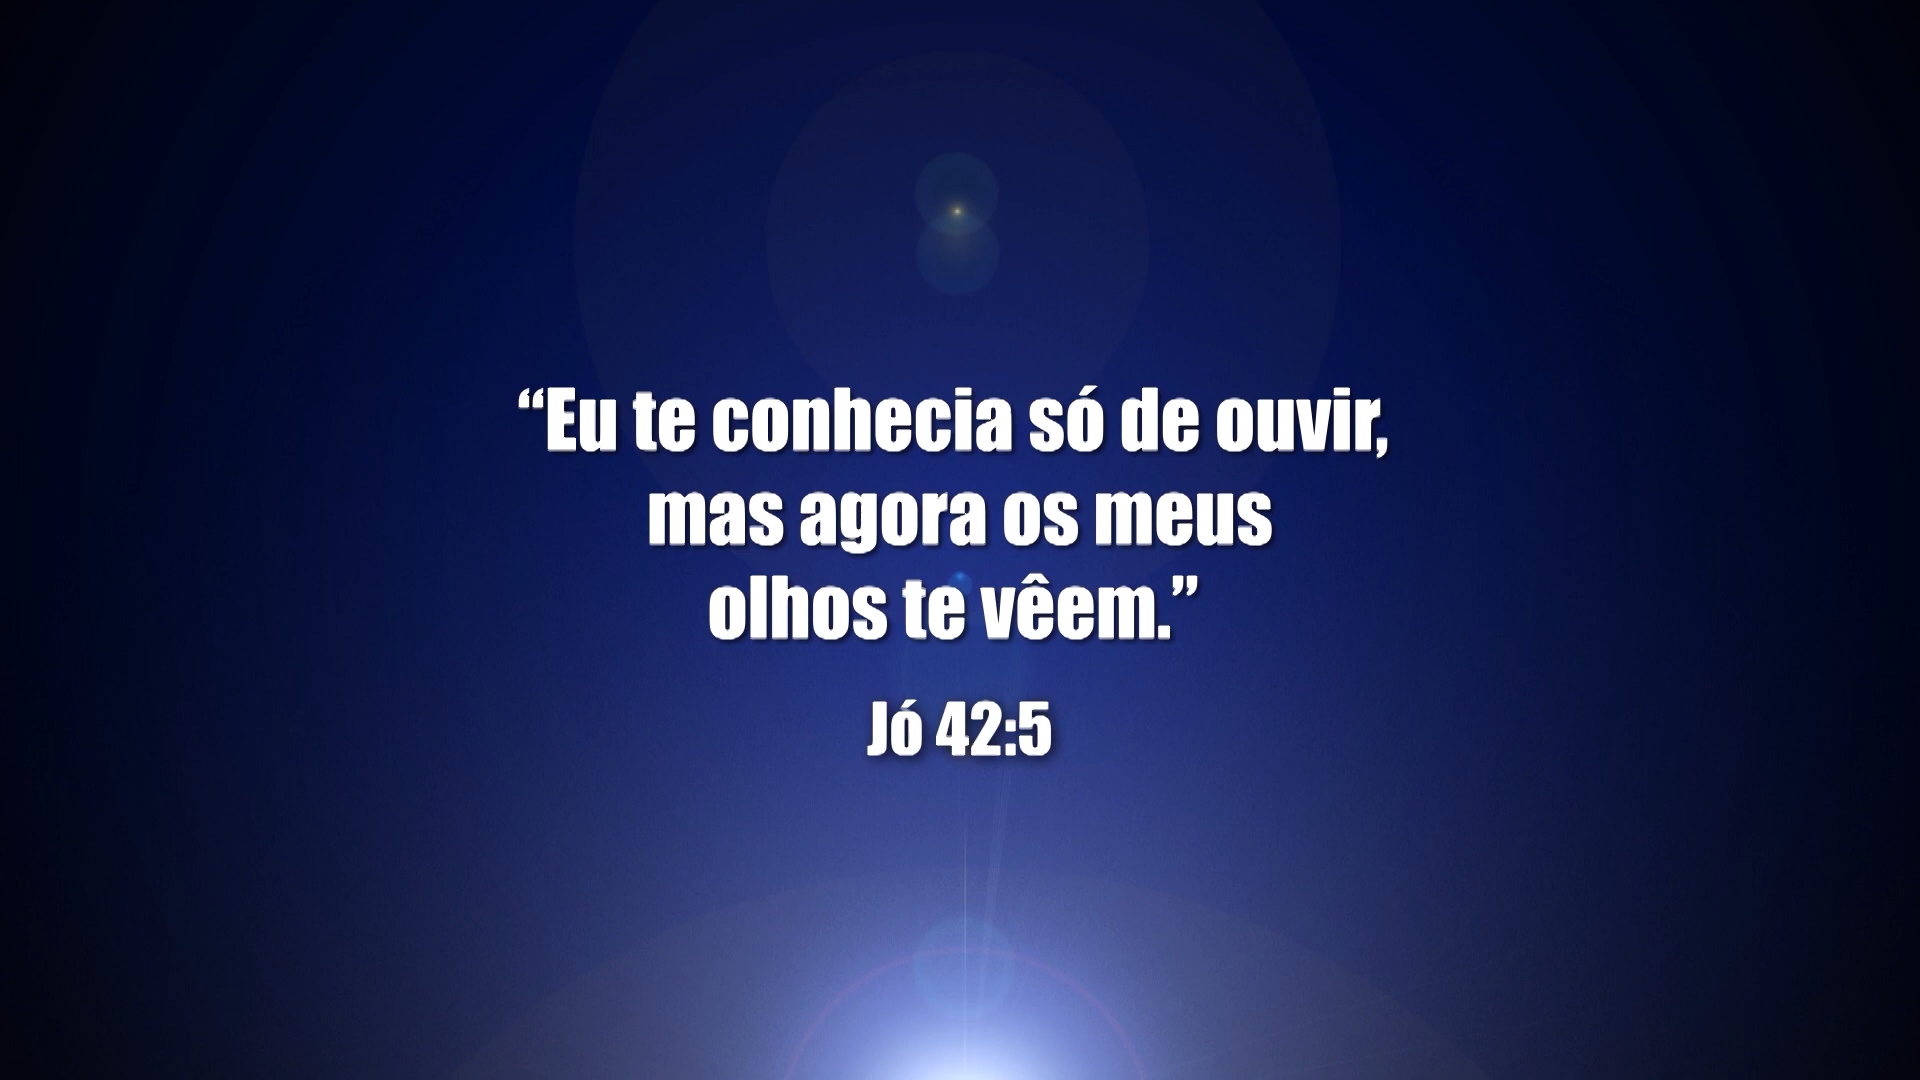 “Eu te conhecia só de ouvir,
mas agora os meus
olhos te vêem.”
Jó 42:5